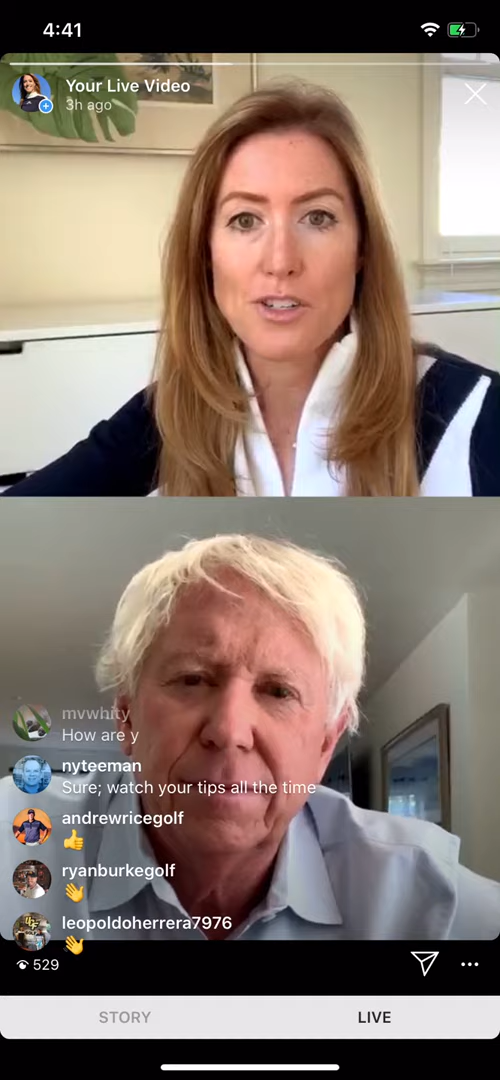 4:41
Your Live Video
3h ago
mvwhity
How are y
nyteeman
Sure; watch your tips all the time
andrewricegolf
👍
ryanburkegolf
👋
leopoldoherrera7976
👋
529
STORY
LIVE